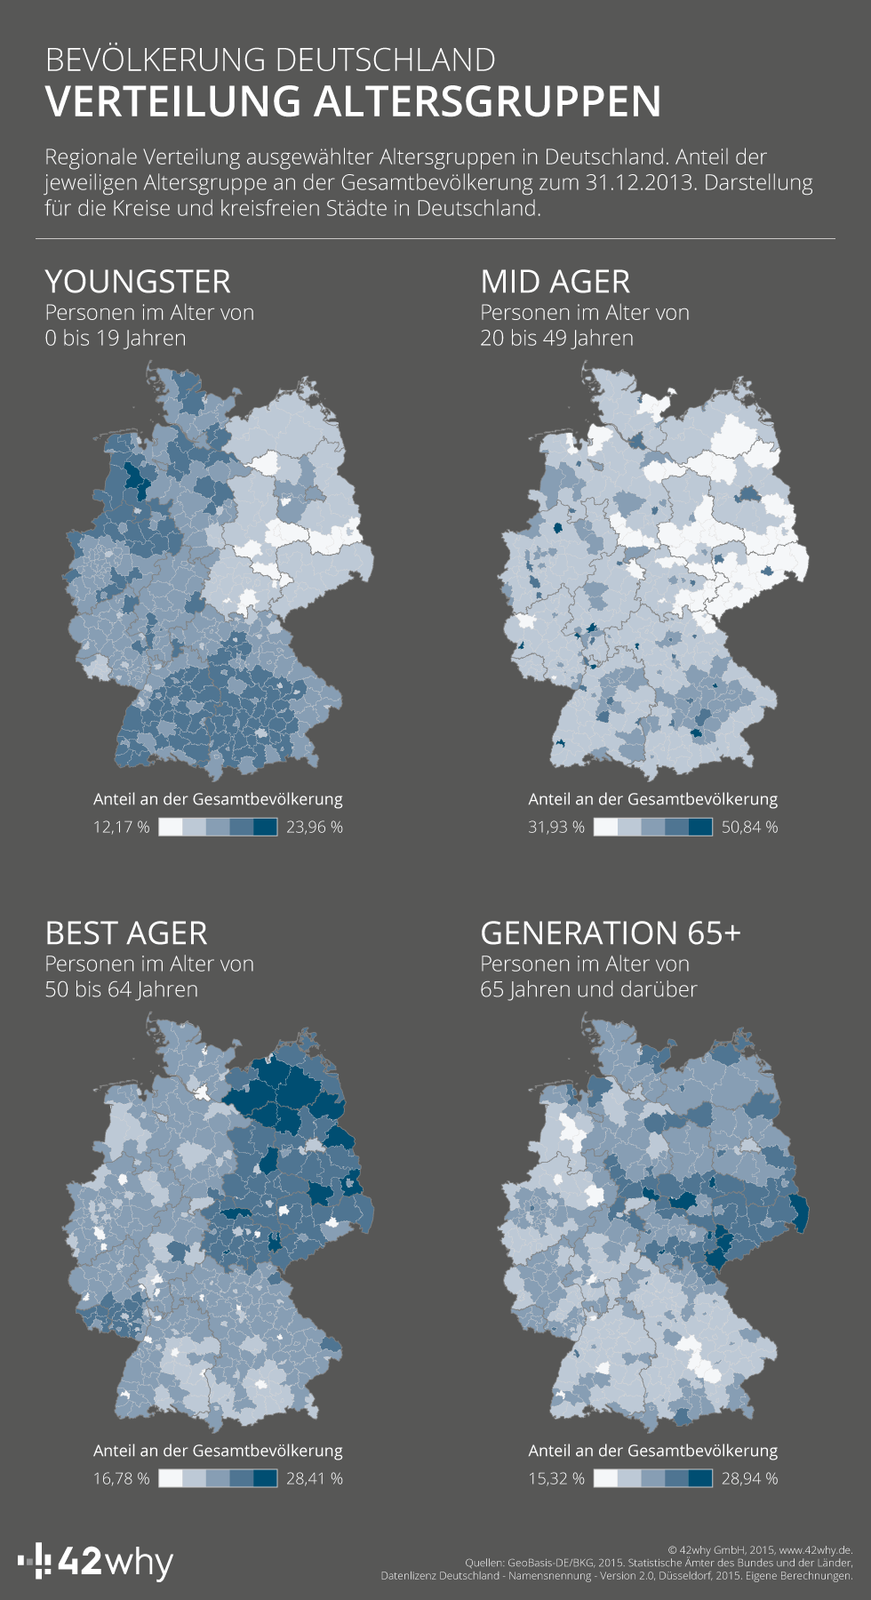 BEVÖLKERUNG DEUTSCHLAND
VERTEILUNG ALTERSGRUPPEN
Regionale Verteilung ausgewählter Altersgruppen in Deutschland. Anteil der
jeweiligen Altersgruppe an der Gesamtbevölkerung zum 31.12.2013. Darstellung
für die Kreise und kreisfreien Städte in Deutschland.
YOUNGSTER
Personen im Alter von
0 bis 19 Jahren
MID AGER
Personen im Alter von
20 bis 49 Jahren
Anteil an der Gesamtbevölkerung
12,17 % 23,96 %
Anteil an der Gesamtbevölkerung
31,93 % 50,84 %
BEST AGER
Personen im Alter von
50 bis 64 Jahren
GENERATION 65+
Personen im Alter von
65 Jahren und darüber
Anteil an der Gesamtbevölkerung
16,78 % 28,41 %
Anteil an der Gesamtbevölkerung
15,32 % 28,94 %
42why
© 42why GmbH, 2015, www.42why.de.
Quellen: GeoBasis-DE/BKG, 2015. Statistische Ämter des Bundes und der Länder,
Datenlizenz Deutschland - Namensnennung - Version 2.0, Düsseldorf, 2015. Eigene Berechnungen.